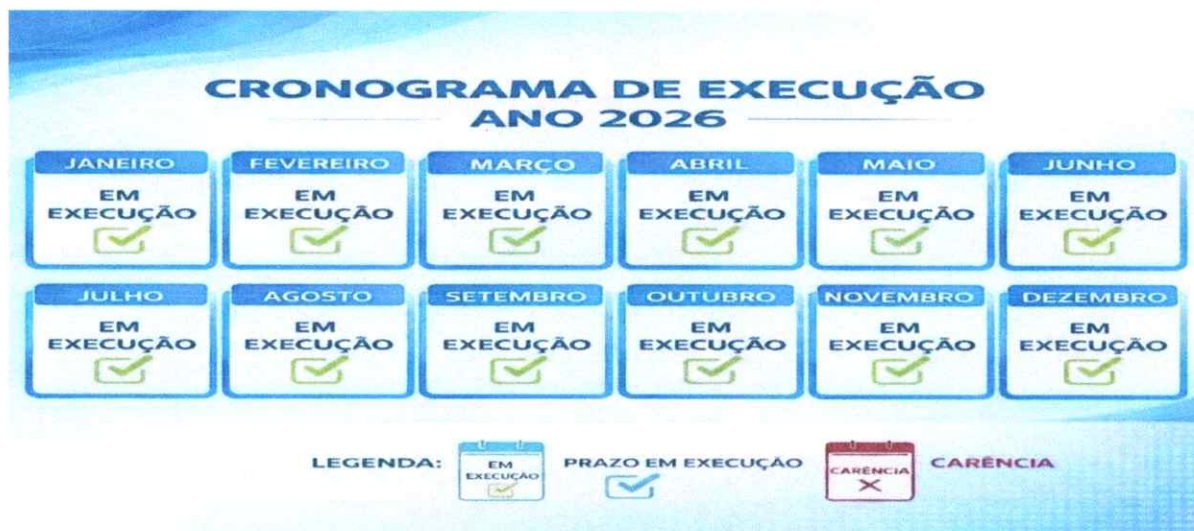 CRONOGRAMA DE EXECUÇÃO
ANO 2026
JANEIRO FEVEREIRO MARÇO ABRIL MAIO JUNHO
EM EM EM EM EM EM
EXECUÇÃO EXECUÇÃO EXECUÇÃO EXECUÇÃO EXECUÇÃO EXECUÇÃO
JULHO AGOSTO SETEMBRO OUTUBRO NOVEMBRO DEZEMBRO
EM EM EM EM EM EM
EXECUÇÃO EXECUÇÃO EXECUÇÃO EXECUÇÃO EXECUÇÃO EXECUÇÃO
LEGENDA: EM EXECUÇÃO PRAZO EM EXECUÇÃO CARÊNCIA CARÊNCIA